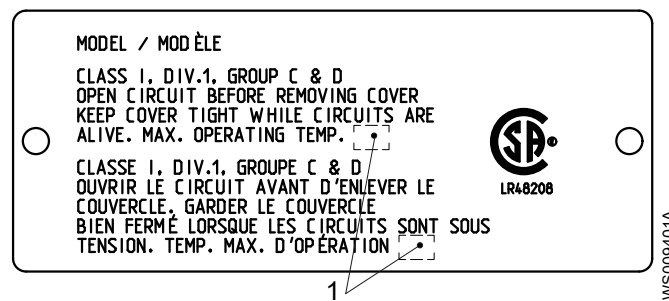 MODEL / MODÈLE
CLASS I, DIV.1, GROUP C & D
OPEN CIRCUIT BEFORE REMOVING COVER
KEEP COVER TIGHT WHILE CIRCUITS ARE
ALIVE. MAX. OPERATING TEMP.
CLASSE I, DIV.1, GROUPE C & D
OUVRIR LE CIRCUIT AVANT D'ENLEVER LE
COUVERCLE, GARDER LE COUVERCLE
BIEN FERMÉ LORSQUE LES CIRCUITS SONT SOUS
TENSION. TEMP. MAX. D'OPÉRATION
SA ®
LR48208
1
WS009401A